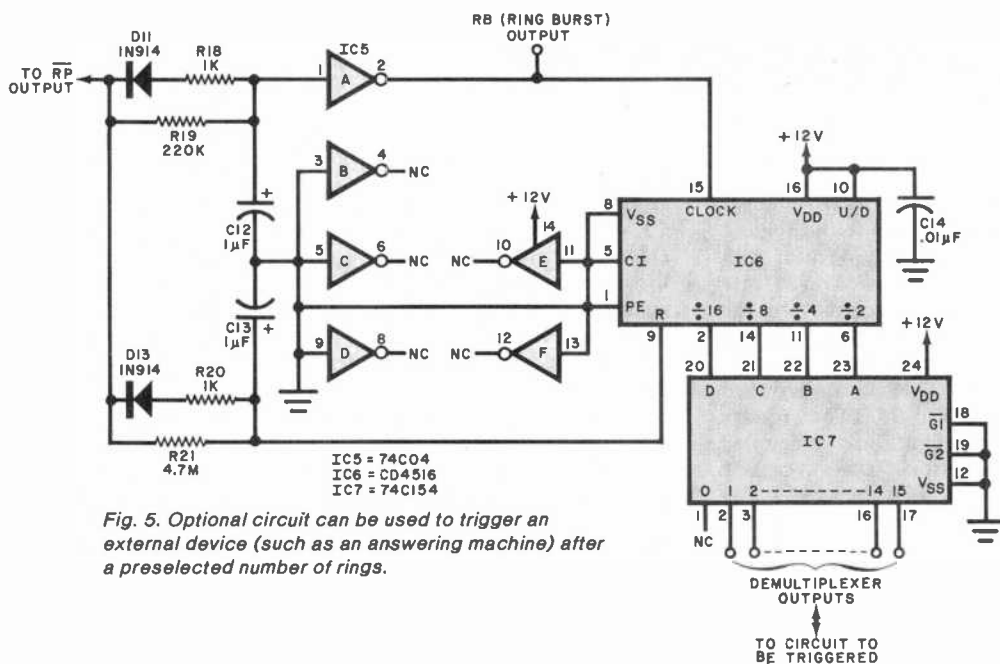 RB (RING BURST)
OUTPUT
D11
1N914
R18
1K
IC5
TO RP
OUTPUT
1
A
2
R19
220K
3
B
4
NC
+12V
+
C12
1µF
5
C
6
NC
NC
10
E
14
11
+12V
15
16
10
8
VSS
CLOCK
VDD
U/D
C14
.01µF
5
CI
IC6
1
PE
R
÷16
÷8
÷4
÷2
9
2
14
11
6
C13
1µF
+
9
D
8
NC
NC
12
F
13
+12V
D13
1N914
R20
1K
20
21
22
23
24
D
C
B
A
VDD
R21
4.7M
IC7
G1
18
G2
19
VSS
12
IC5 = 74C04
IC6 = CD4516
IC7 = 74C154
0
1
2
14
15
1
2
3
16
17
NC
Fig. 5. Optional circuit can be used to trigger an
external device (such as an answering machine) after
a preselected number of rings.
DEMULTIPLEXER
OUTPUTS
TO CIRCUIT TO
BE TRIGGERED